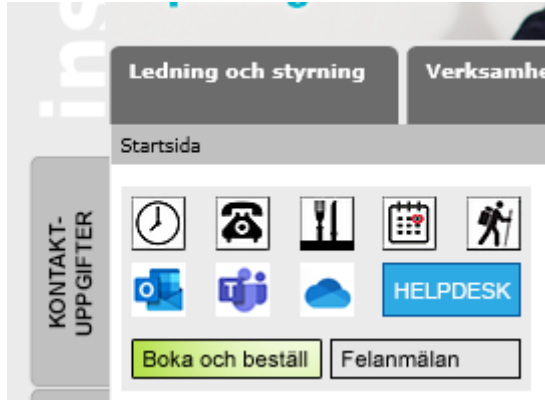 Ledning och styrning
Startsida
KONTAKT-
UPPGIFTER
HELPDESK
Boka och beställ
Felanmälan